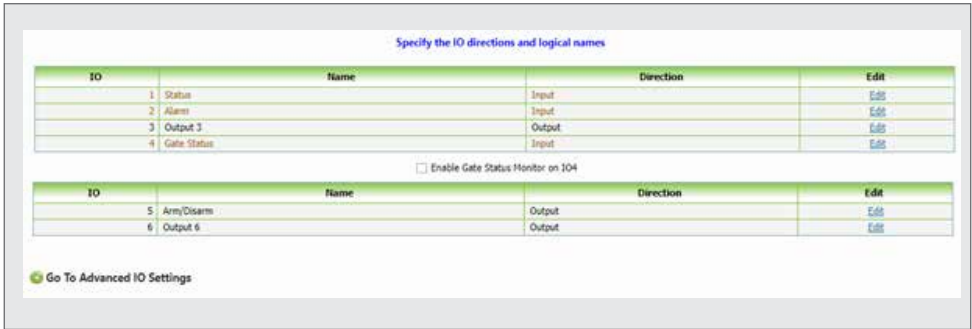 Specify the IO directions and logical names
IO Name Direction Edit
1 Status Input Edit
2 Alarm Input Edit
3 Output 3 Output Edit
4 Gate Status Input Edit
Enable Gate Status Monitor on IO4
IO Name Direction Edit
5 Arm/Disarm Output Edit
6 Output 6 Output Edit
Go To Advanced IO Settings